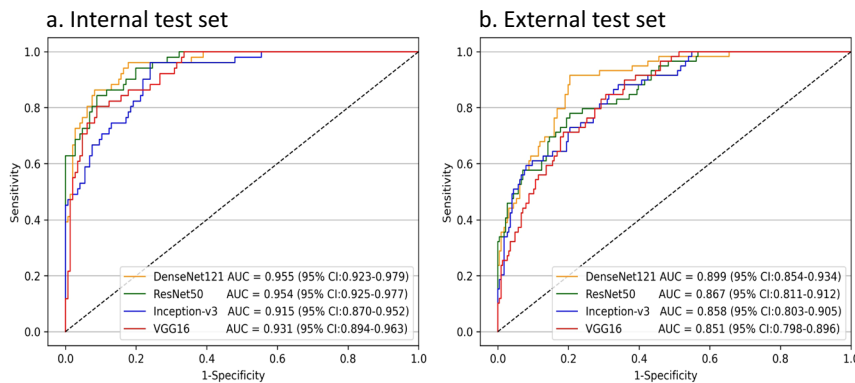 a. Internal test set
1.0
0.8
0.6
0.4
0.2
0.0
Sensitivity
DenseNet121 AUC = 0.955 (95% CI:0.923-0.979)
ResNet50 AUC = 0.954 (95% CI:0.925-0.977)
Inception-v3 AUC = 0.915 (95% CI:0.870-0.952)
VGG16 AUC = 0.931 (95% CI:0.894-0.963)
0.0 0.2 0.4 0.6 0.8 1.0
1-Specificity
b. External test set
1.0
0.8
0.6
0.4
0.2
0.0
Sensitivity
DenseNet121 AUC = 0.899 (95% CI:0.854-0.934)
ResNet50 AUC = 0.867 (95% CI:0.811-0.912)
Inception-v3 AUC = 0.858 (95% CI:0.803-0.905)
VGG16 AUC = 0.851 (95% CI:0.798-0.896)
0.0 0.2 0.4 0.6 0.8 1.0
1-Specificity